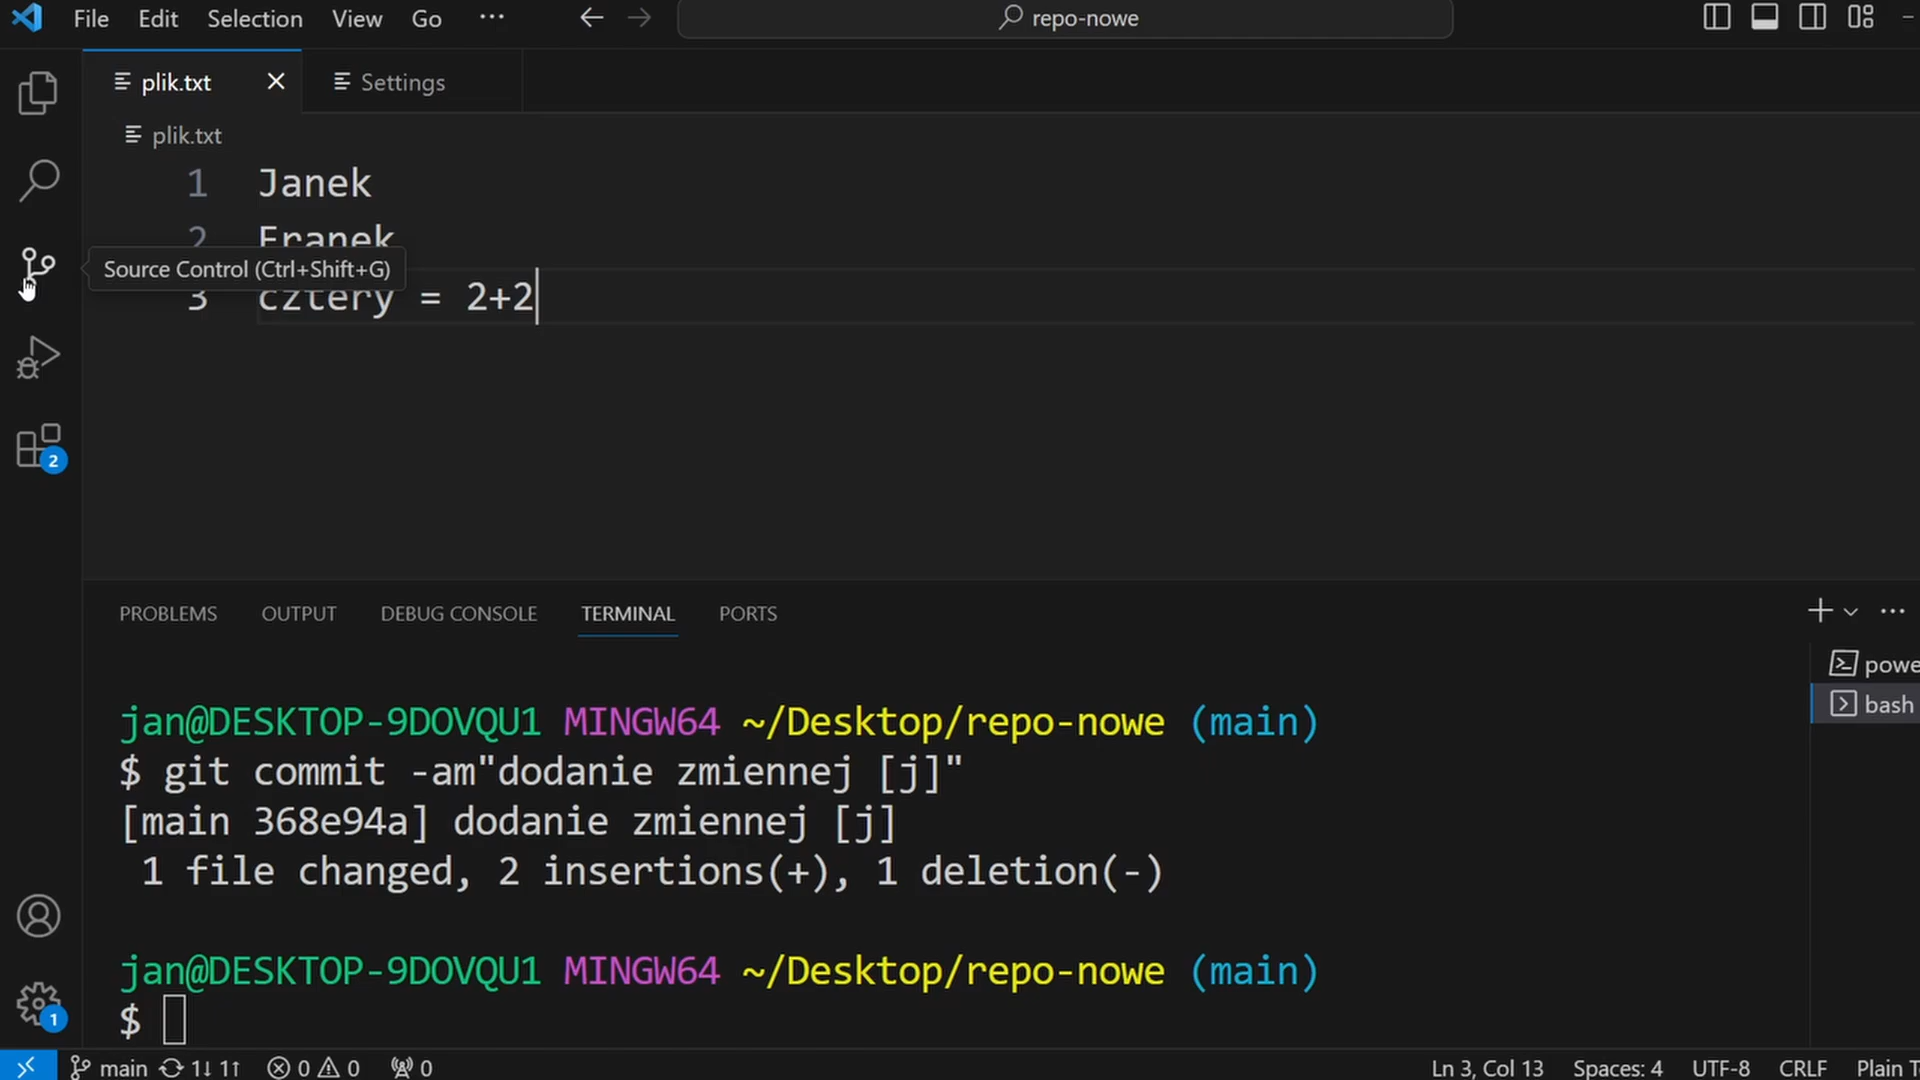 File Edit Selection View Go ···
repo-nowe
plik.txt
Settings
plik.txt
1 Janek
2 Franek
Source Control (Ctrl+Shift+G)
3 cztery = 2+2
2
PROBLEMS OUTPUT DEBUG CONSOLE TERMINAL PORTS
powe
bash
jan@DESKTOP-9DOVQU1 MINGW64 ~/Desktop/repo-nowe (main)
$ git commit -am"dodanie zmiennej [j]"
[main 368e94a] dodanie zmiennej [j]
1 file changed, 2 insertions(+), 1 deletion(-)
jan@DESKTOP-9DOVQU1 MINGW64 ~/Desktop/repo-nowe (main)
$
1
main 1↓ 1↑ 0 0 0 Ln 3, Col 13 Spaces: 4 UTF-8 CRLF Plain T